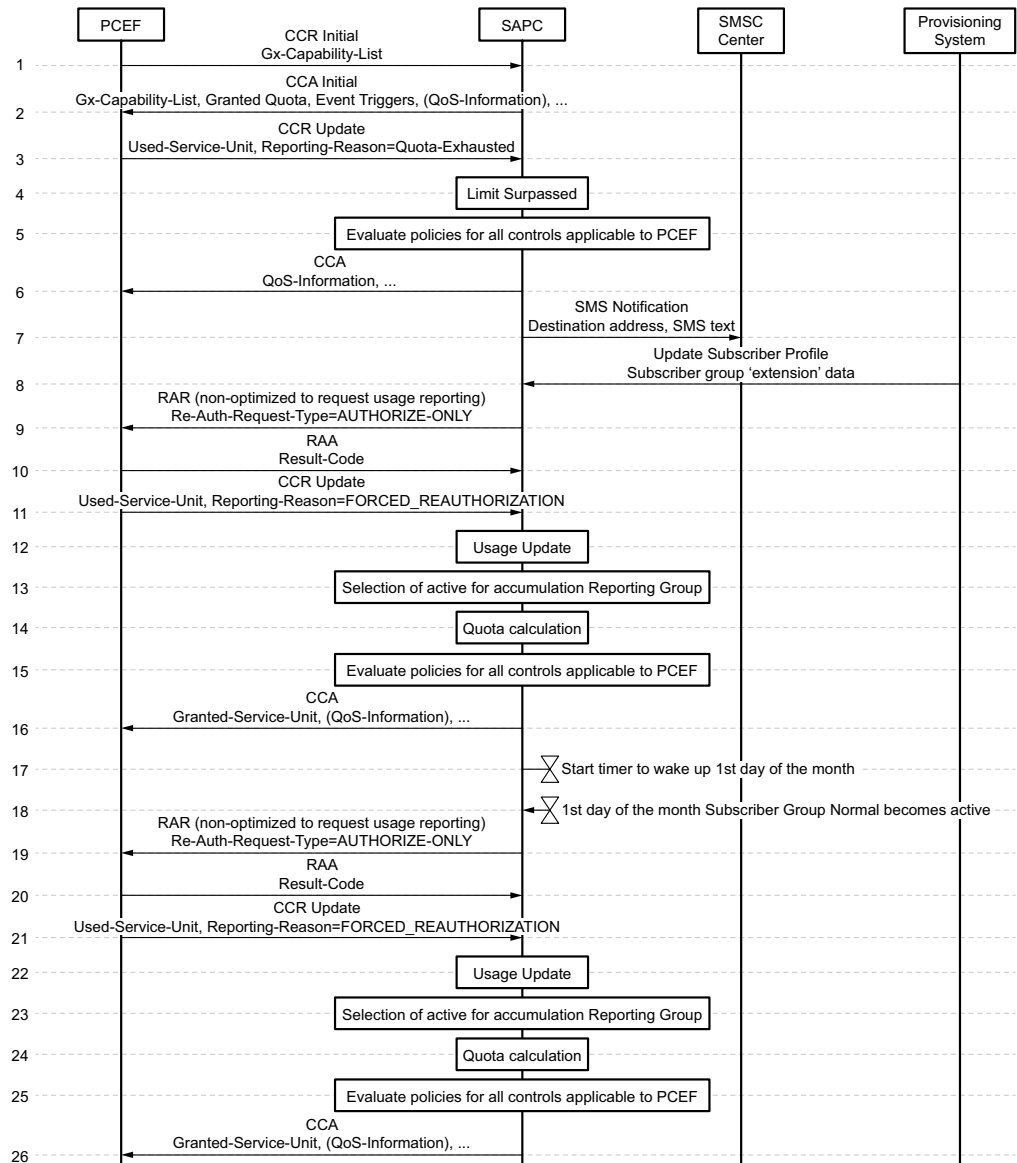 PCEF
SAPC
SMSC
Center
Provisioning
System
CCR Initial
Gx-Capability-List
1
CCA Initial
Gx-Capability-List, Granted Quota, Event Triggers, (QoS-Information), ...
2
CCR Update
Used-Service-Unit, Reporting-Reason=Quota-Exhausted
3
4
Limit Surpassed
5
Evaluate policies for all controls applicable to PCEF
CCA
QoS-Information, ...
6
SMS Notification
Destination address, SMS text
7
Update Subscriber Profile
Subscriber group ‘extension’ data
8
RAR (non-optimized to request usage reporting)
Re-Auth-Request-Type=AUTHORIZE-ONLY
9
RAA
Result-Code
10
CCR Update
Used-Service-Unit, Reporting-Reason=FORCED_REAUTHORIZATION
11
12
Usage Update
13
Selection of active for accumulation Reporting Group
14
Quota calculation
15
Evaluate policies for all controls applicable to PCEF
CCA
Granted-Service-Unit, (QoS-Information), ...
16
17
Start timer to wake up 1st day of the month
18
1st day of the month Subscriber Group Normal becomes active
RAR (non-optimized to request usage reporting)
Re-Auth-Request-Type=AUTHORIZE-ONLY
19
RAA
Result-Code
20
CCR Update
Used-Service-Unit, Reporting-Reason=FORCED_REAUTHORIZATION
21
22
Usage Update
23
Selection of active for accumulation Reporting Group
24
Quota calculation
25
Evaluate policies for all controls applicable to PCEF
CCA
Granted-Service-Unit, (QoS-Information), ...
26